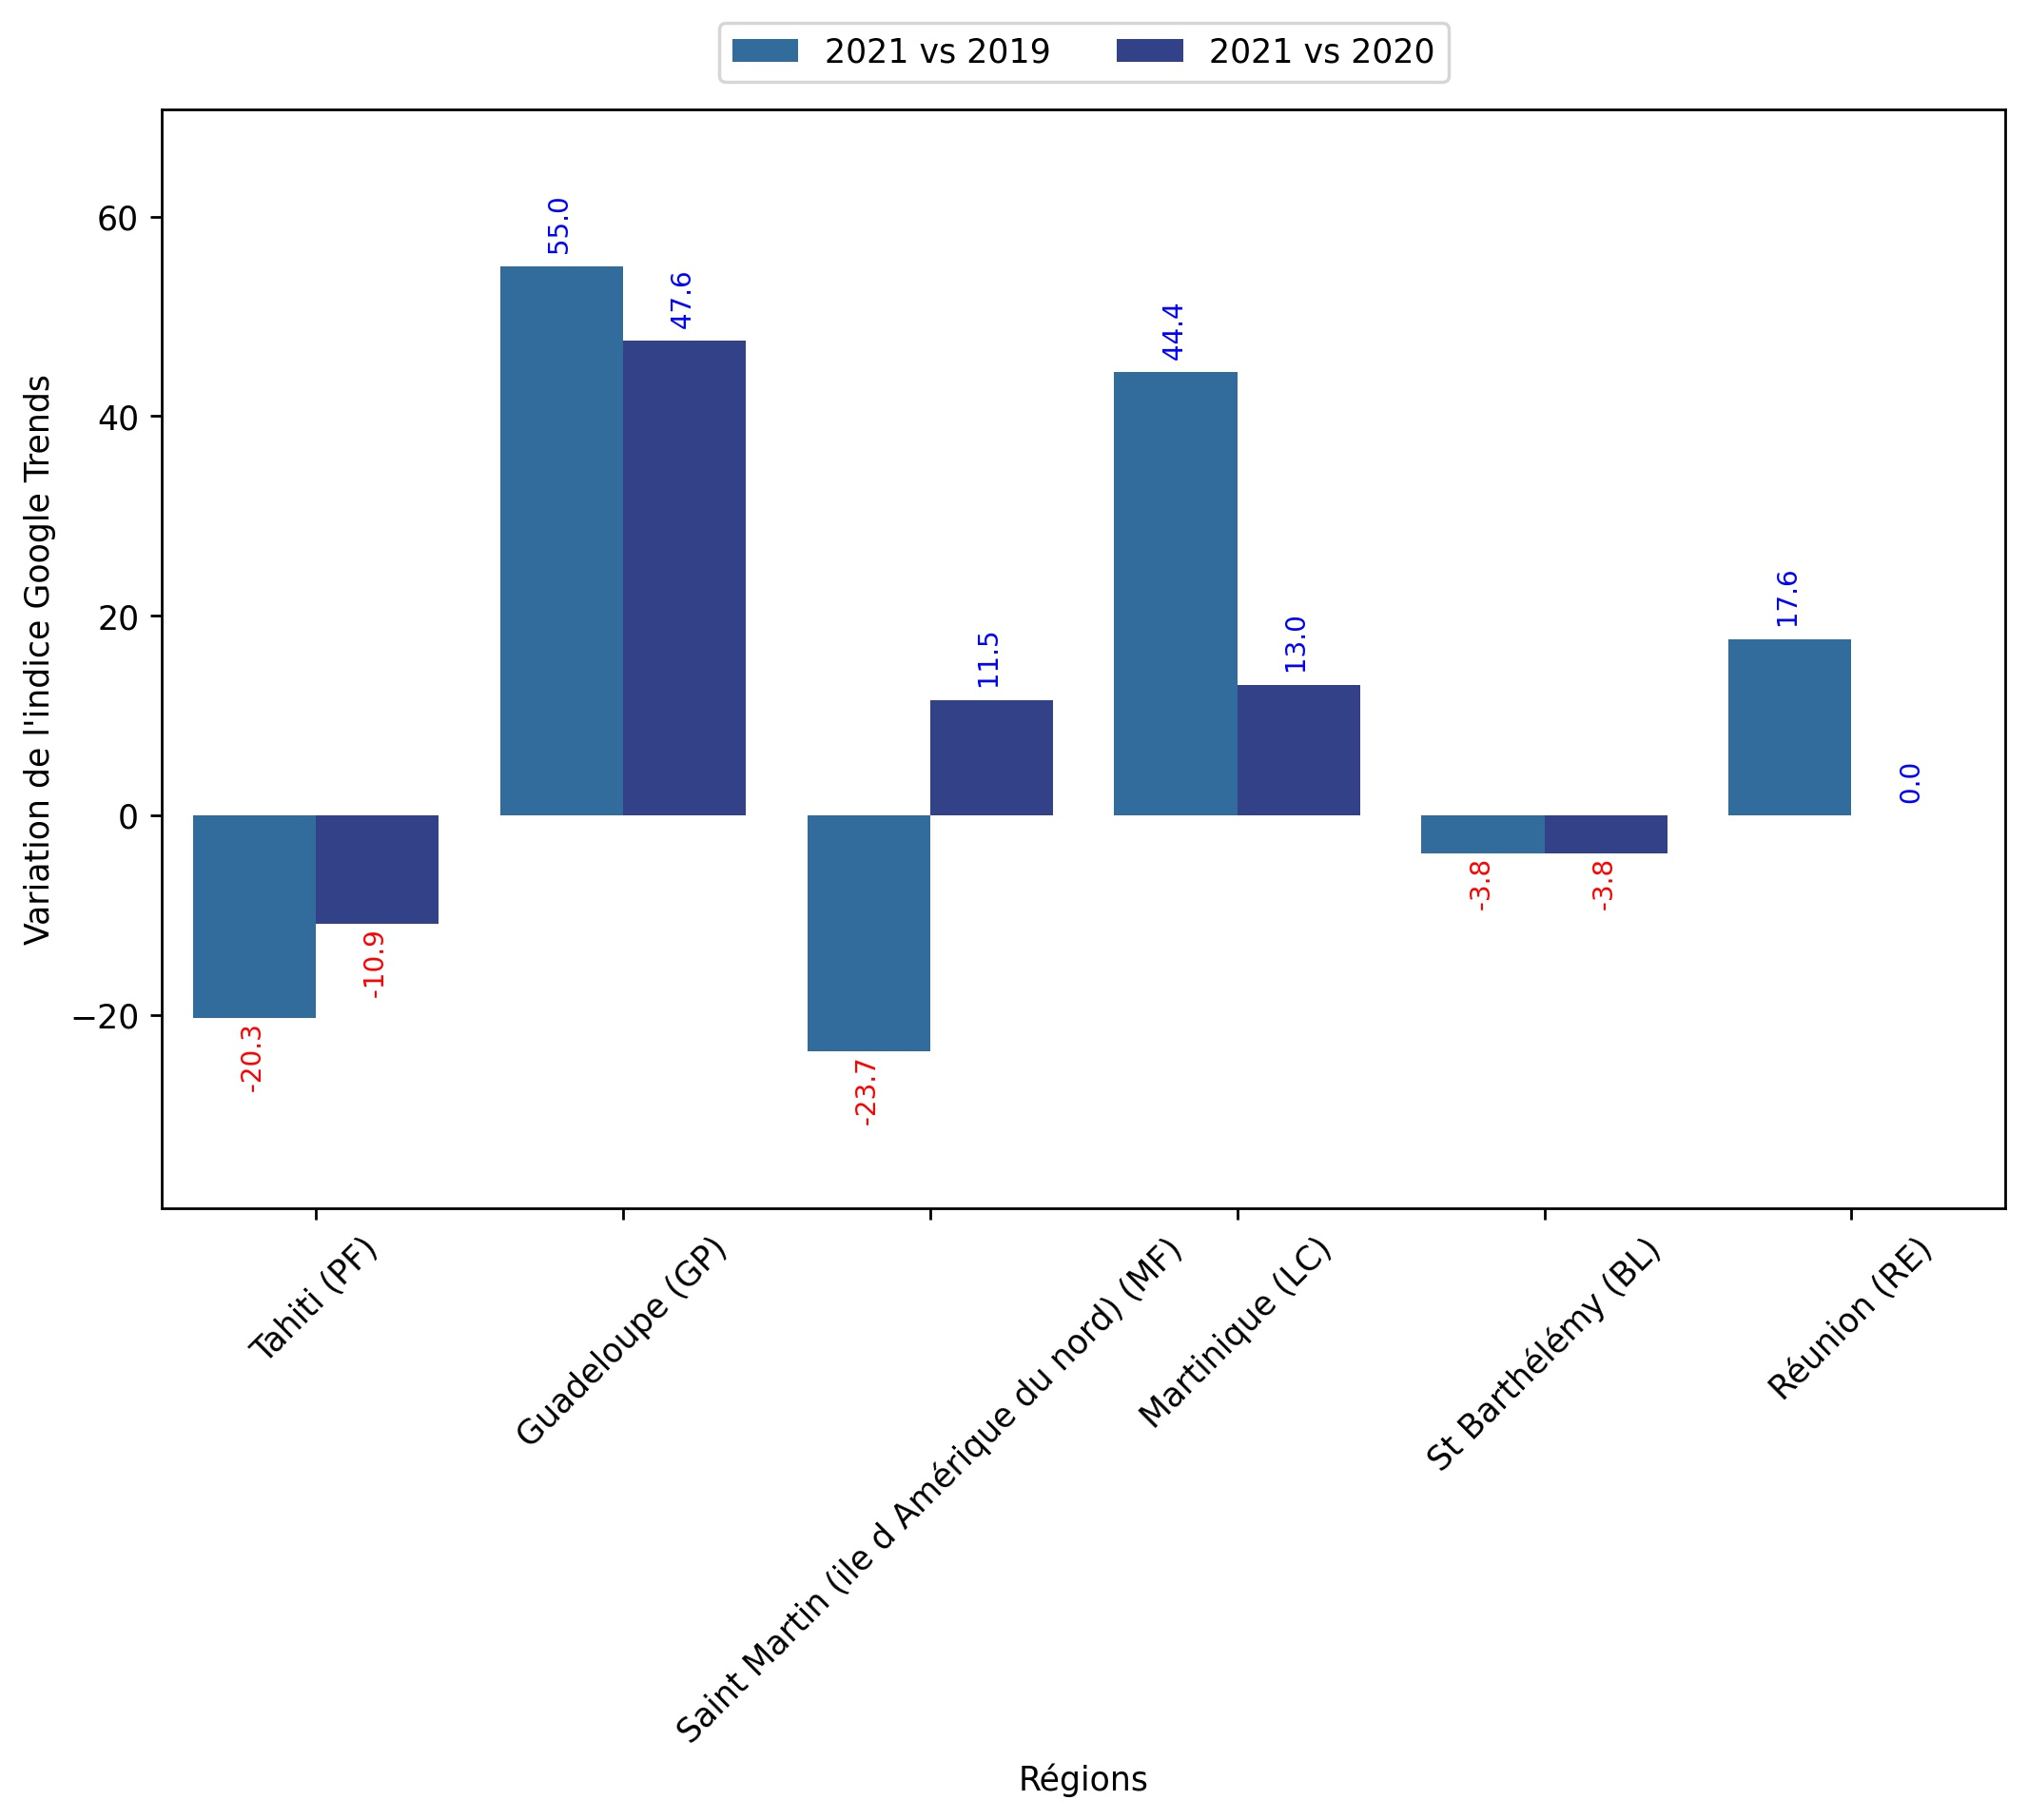 2021 vs 2019
2021 vs 2020
Variation de l'indice Google Trends
60
40
20
0
−20
-20.3
-10.9
55.0
47.6
-23.7
11.5
44.4
13.0
-3.8
-3.8
17.6
0.0
Tahiti (PF)
Guadeloupe (GP)
Saint Martin (ile d Amérique du nord) (MF)
Martinique (LC)
St Barthélémy (BL)
Réunion (RE)
Régions